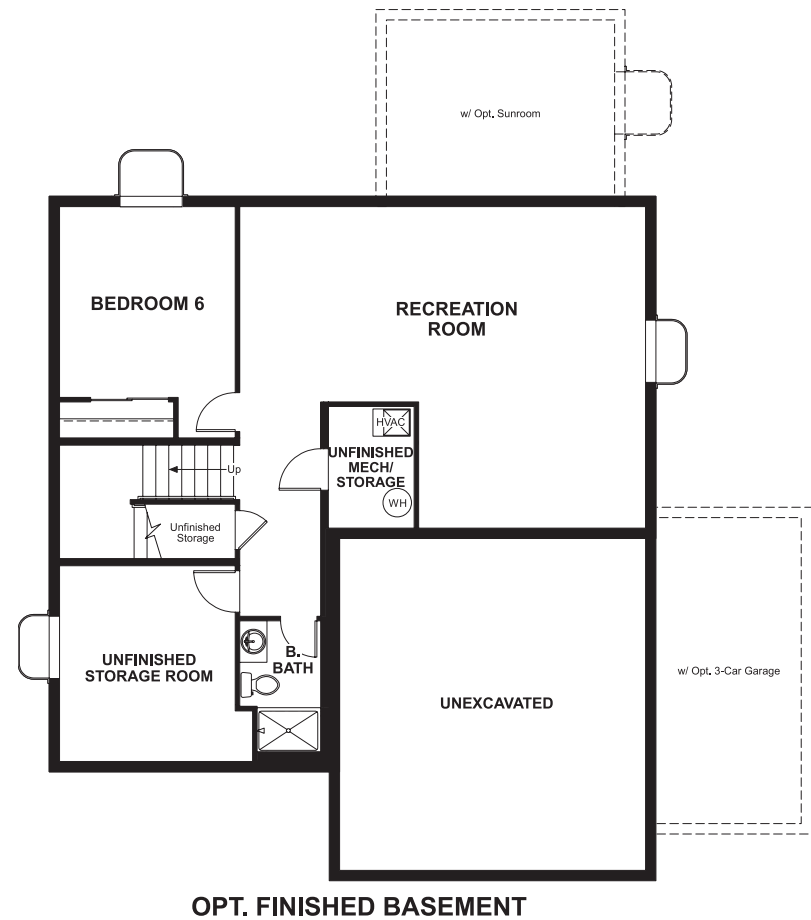 w/ Opt. Sunroom
BEDROOM 6
RECREATION
ROOM
HVAC
UNFINISHED
MECH/
STORAGE
WH
Up
Unfinished
Storage
B.
BATH
UNFINISHED
STORAGE ROOM
UNEXCAVATED
w/ Opt. 3-Car Garage
OPT. FINISHED BASEMENT